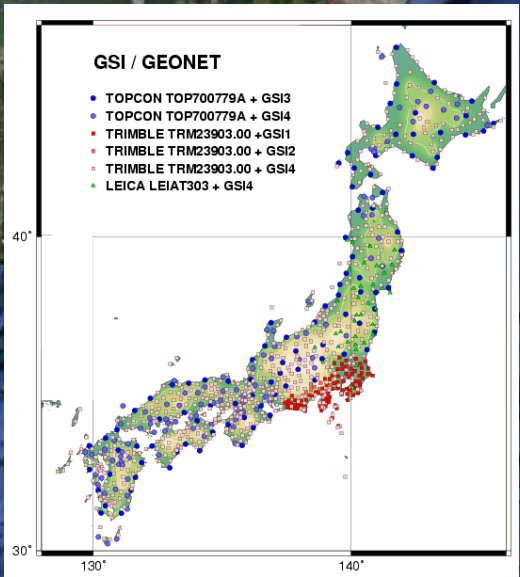 GSI / GEONET
TOPCON TOP700779A + GSI3
TOPCON TOP700779A + GSI4
TRIMBLE TRM23903.00 +GSI1
TRIMBLE TRM23903.00 + GSI2
TRIMBLE TRM23903.00 + GSI4
LEICA LEIAT303 + GSI4
40°
30°
130°
140°